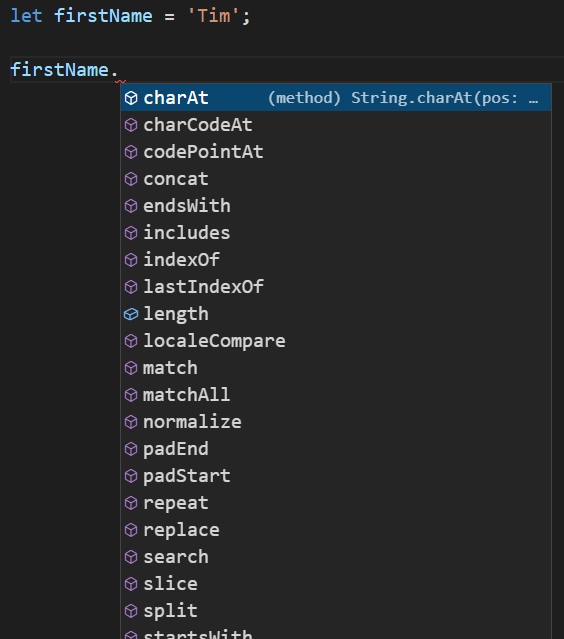 let firstName = 'Tim';
firstName.
charAt (method) String.charAt(pos: …
charCodeAt
codePointAt
concat
endsWith
includes
indexOf
lastIndexOf
length
localeCompare
match
matchAll
normalize
padEnd
padStart
repeat
replace
search
slice
split
startsWith